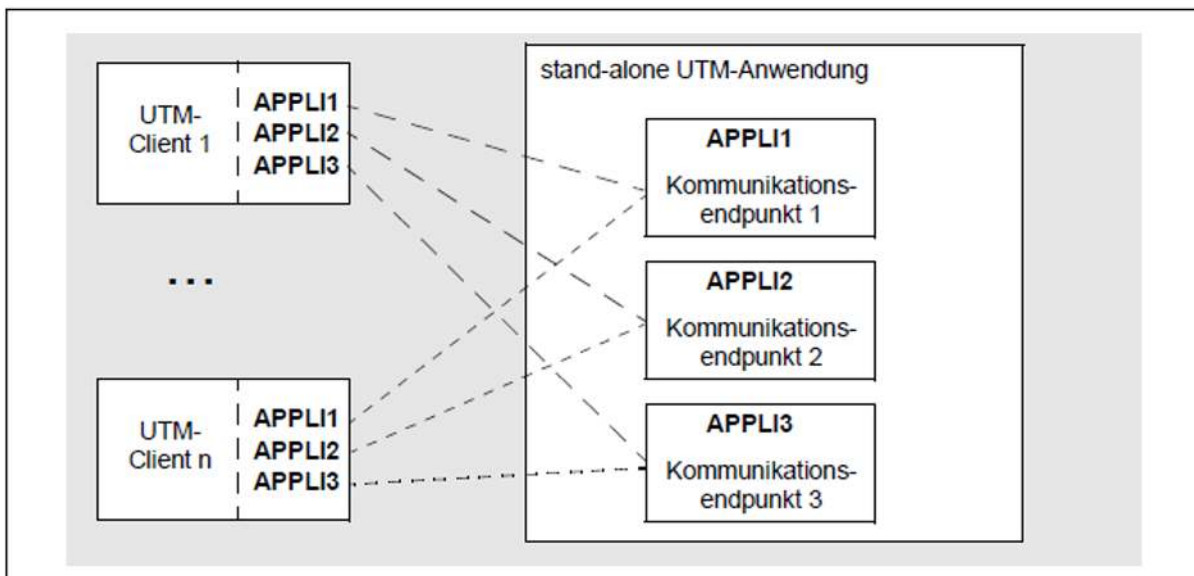 UTM-
Client 1
APPLI1
APPLI2
APPLI3
...
UTM-
Client n
APPLI1
APPLI2
APPLI3
stand-alone UTM-Anwendung
APPLI1
Kommunikations-
endpunkt 1
APPLI2
Kommunikations-
endpunkt 2
APPLI3
Kommunikations-
endpunkt 3